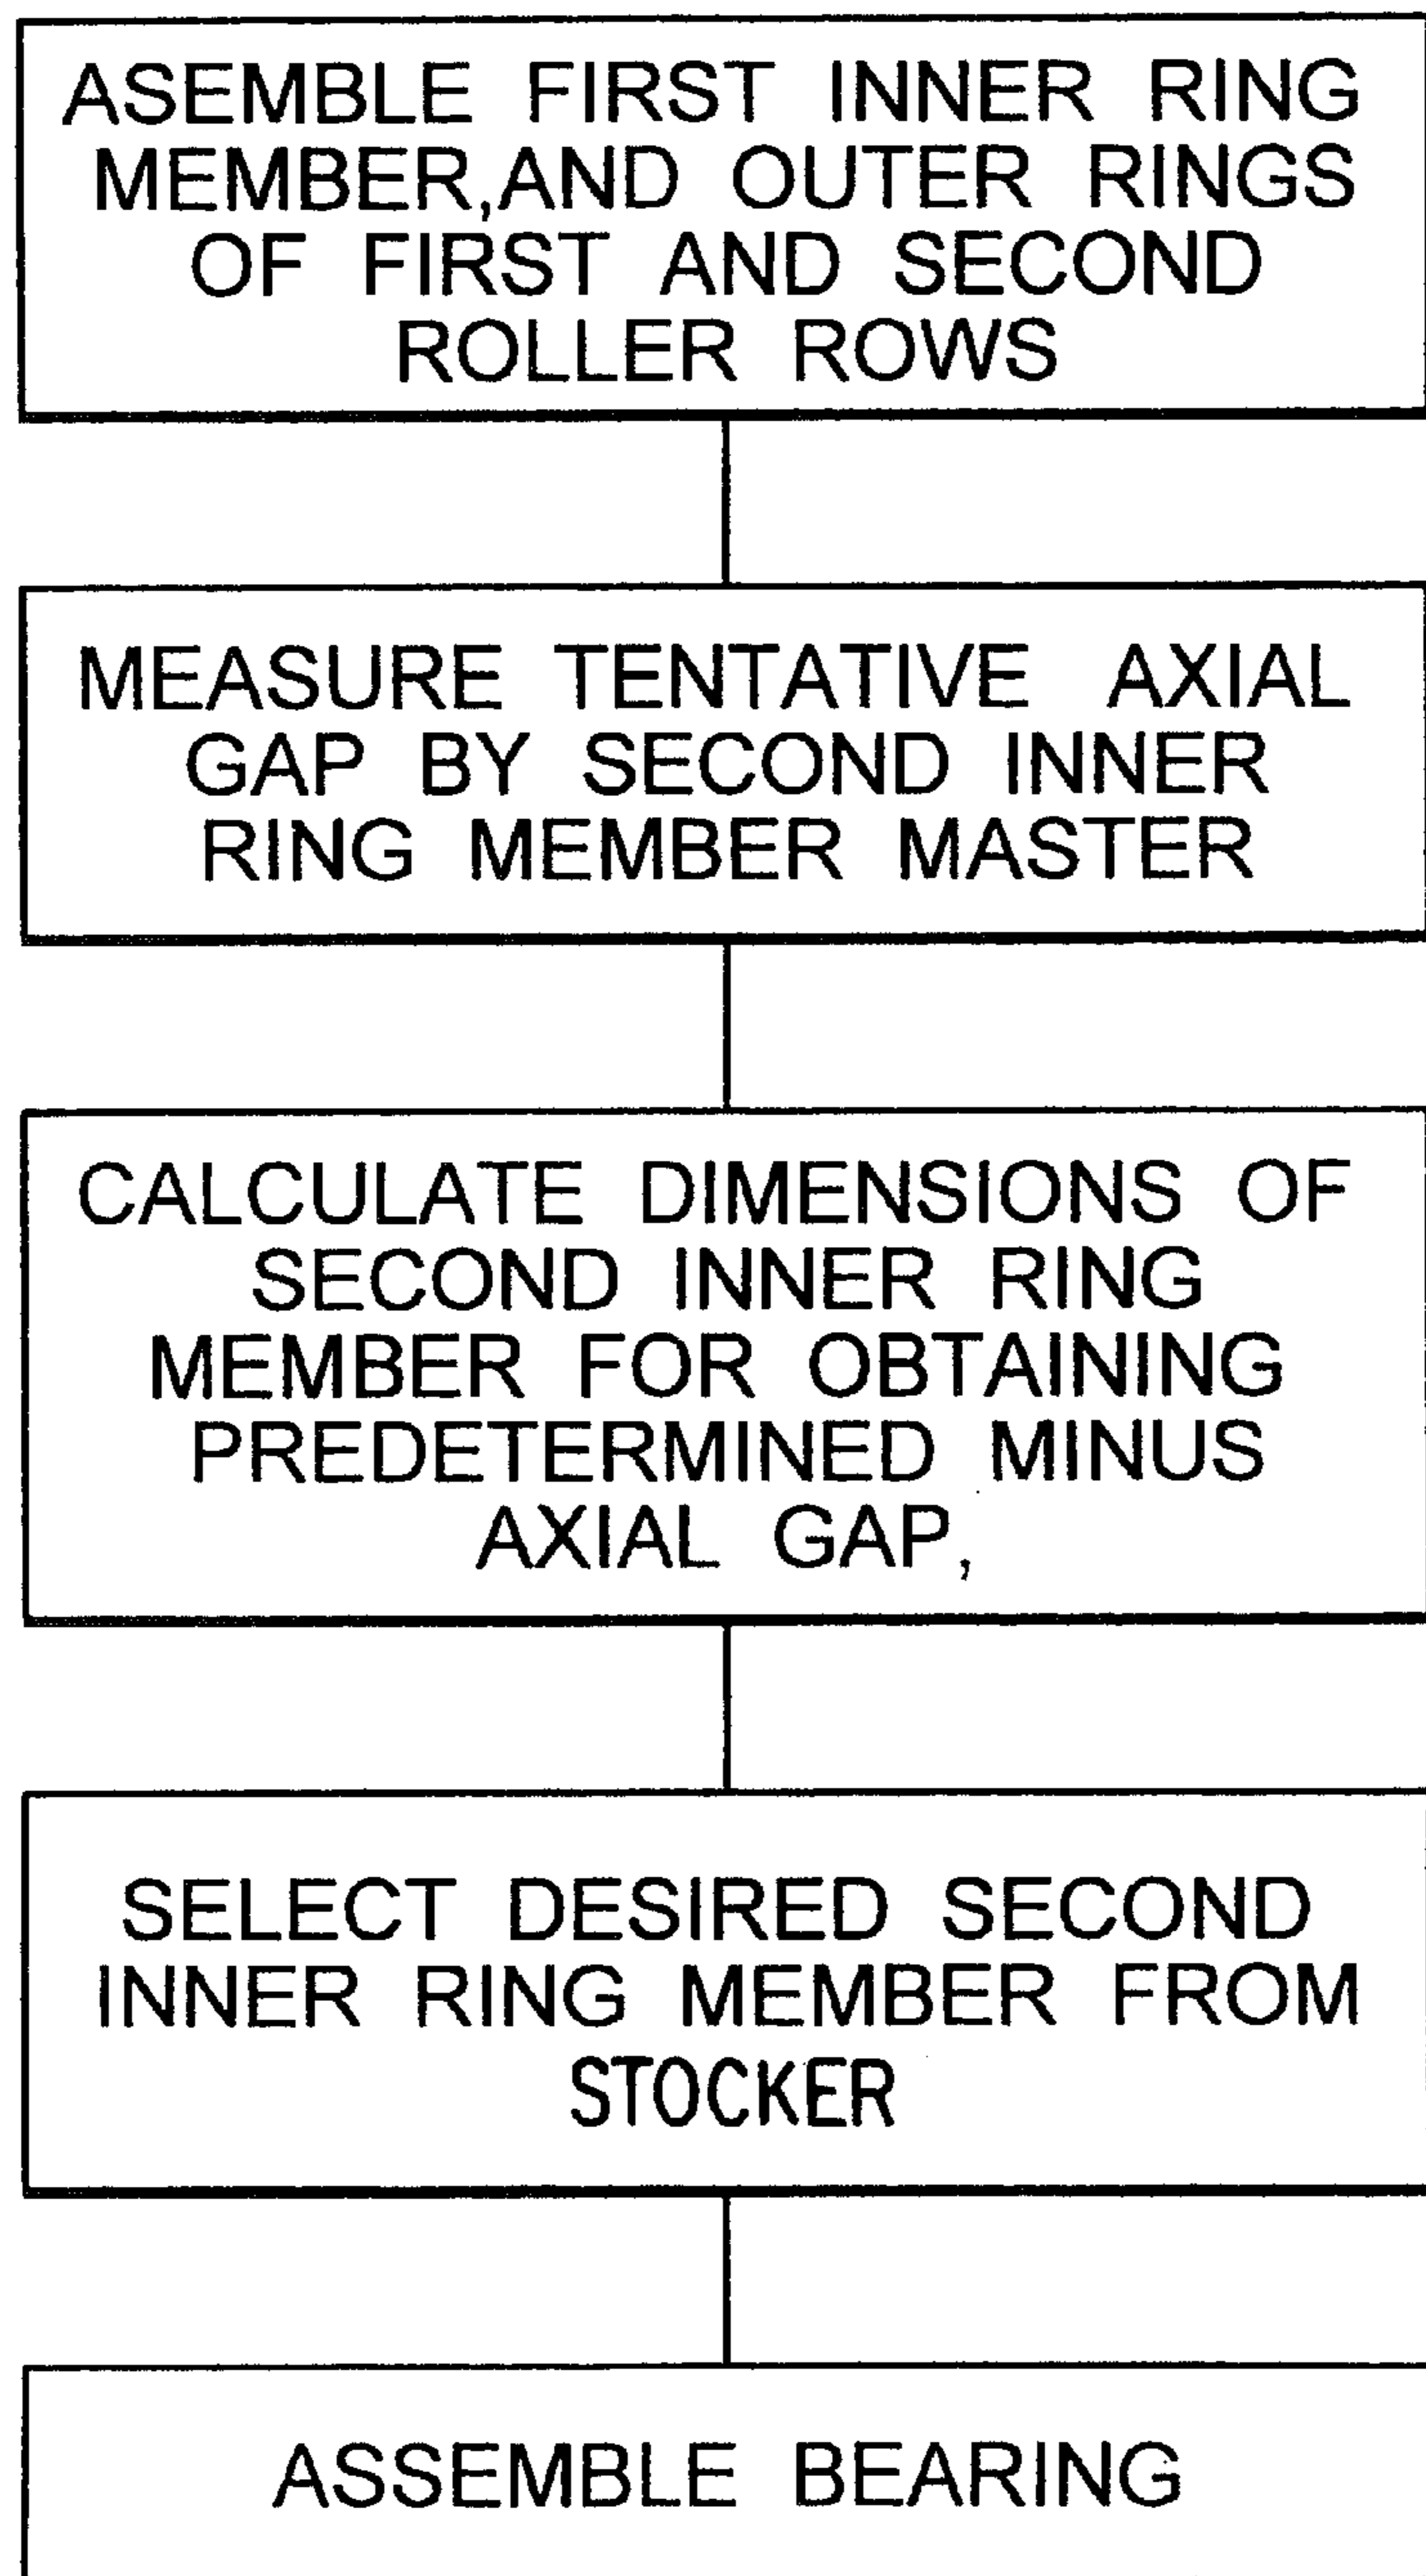 ASEMBLE FIRST INNER RING
MEMBER,AND OUTER RINGS
OF FIRST AND SECOND
ROLLER ROWS
MEASURE TENTATIVE AXIAL
GAP BY SECOND INNER
RING MEMBER MASTER
CALCULATE DIMENSIONS OF
SECOND INNER RING
MEMBER FOR OBTAINING
PREDETERMINED MINUS
AXIAL GAP,
SELECT DESIRED SECOND
INNER RING MEMBER FROM
STOCKER
ASSEMBLE BEARING